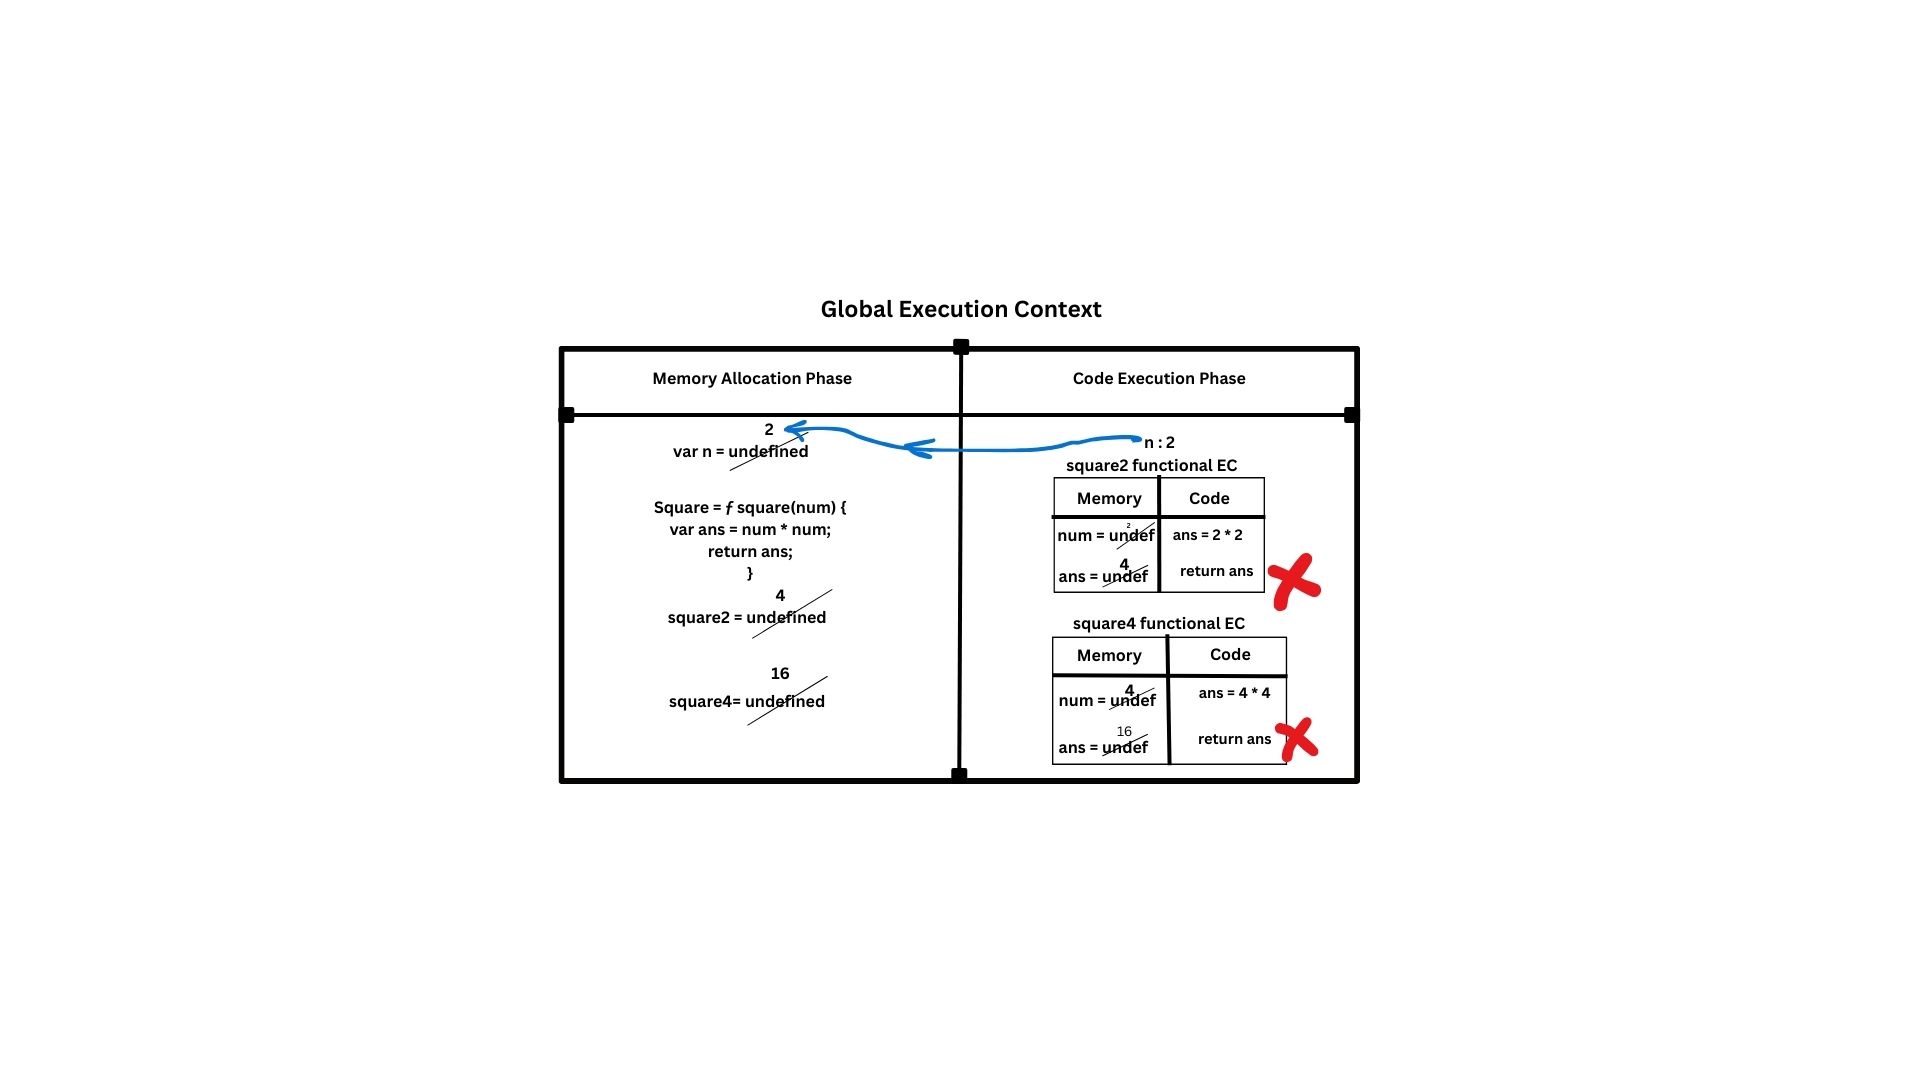 Global Execution Context
Memory Allocation Phase
Code Execution Phase
2
var n = undefined
Square = ƒ square(num) {
var ans = num * num;
return ans;
}
4
square2 = undefined
16
square4= undefined
n : 2
square2 functional EC
Memory
Code
2
num = undef
ans = 2 * 2
4
ans = undef
return ans
square4 functional EC
Memory
Code
4
num = undef
ans = 4 * 4
16
ans = undef
return ans